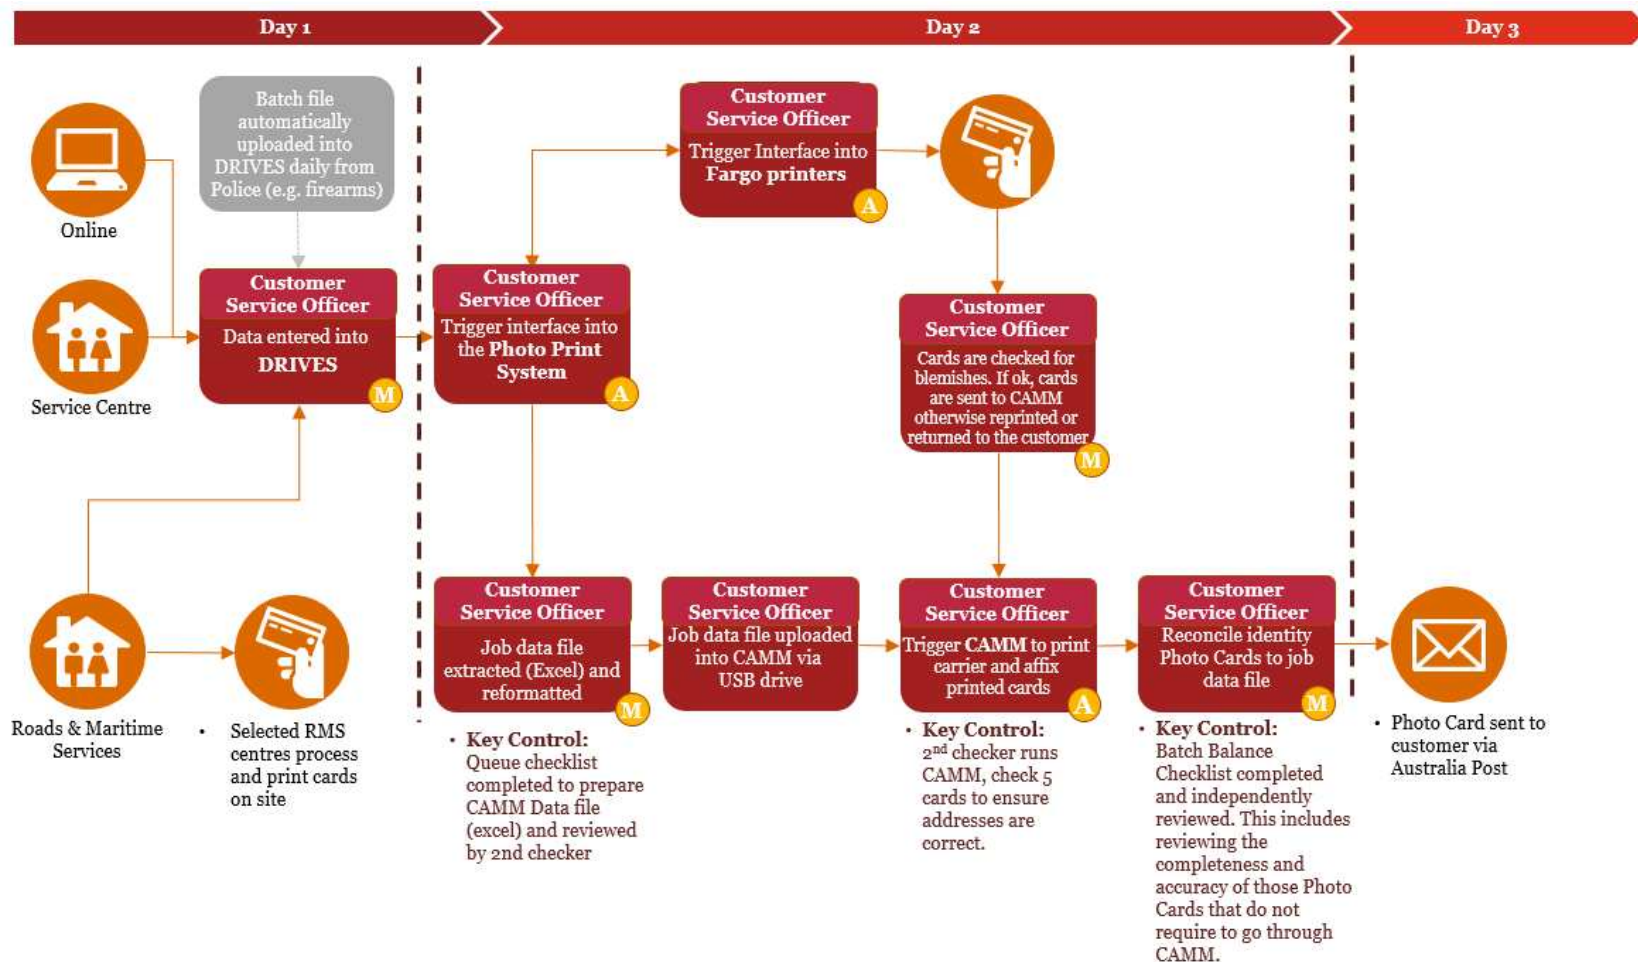 Day 1
Day 2
Day 3
Online
Service Centre
Roads & Maritime
Services
• Selected RMS
centres process
and print cards
on site
Batch file
automatically
uploaded into
DRIVES daily from
Police (e.g. firearms)
Customer
Service Officer
Data entered into
DRIVES
M
Customer
Service Officer
Trigger interface into
the Photo Print
System
A
Customer
Service Officer
Trigger Interface into
Fargo printers
A
Customer
Service Officer
Cards are checked for
blemishes. If ok, cards
are sent to CAMM
otherwise reprinted or
returned to the customer
M
Customer
Service Officer
Job data file
extracted (Excel) and
reformatted
M
• Key Control:
Queue checklist
completed to prepare
CAMM Data file
(excel) and reviewed
by 2nd checker
Customer
Service Officer
Job data file uploaded
into CAMM via
USB drive
Customer
Service Officer
Trigger CAMM to print
carrier and affix
printed cards
A
• Key Control:
2nd checker runs
CAMM, check 5
cards to ensure
addresses are
correct.
Customer
Service Officer
Reconcile identity
Photo Cards to job
data file
M
• Key Control:
Batch Balance
Checklist completed
and independently
reviewed. This includes
reviewing the
completeness and
accuracy of those Photo
Cards that do not
require to go through
CAMM.
• Photo Card sent to
customer via
Australia Post